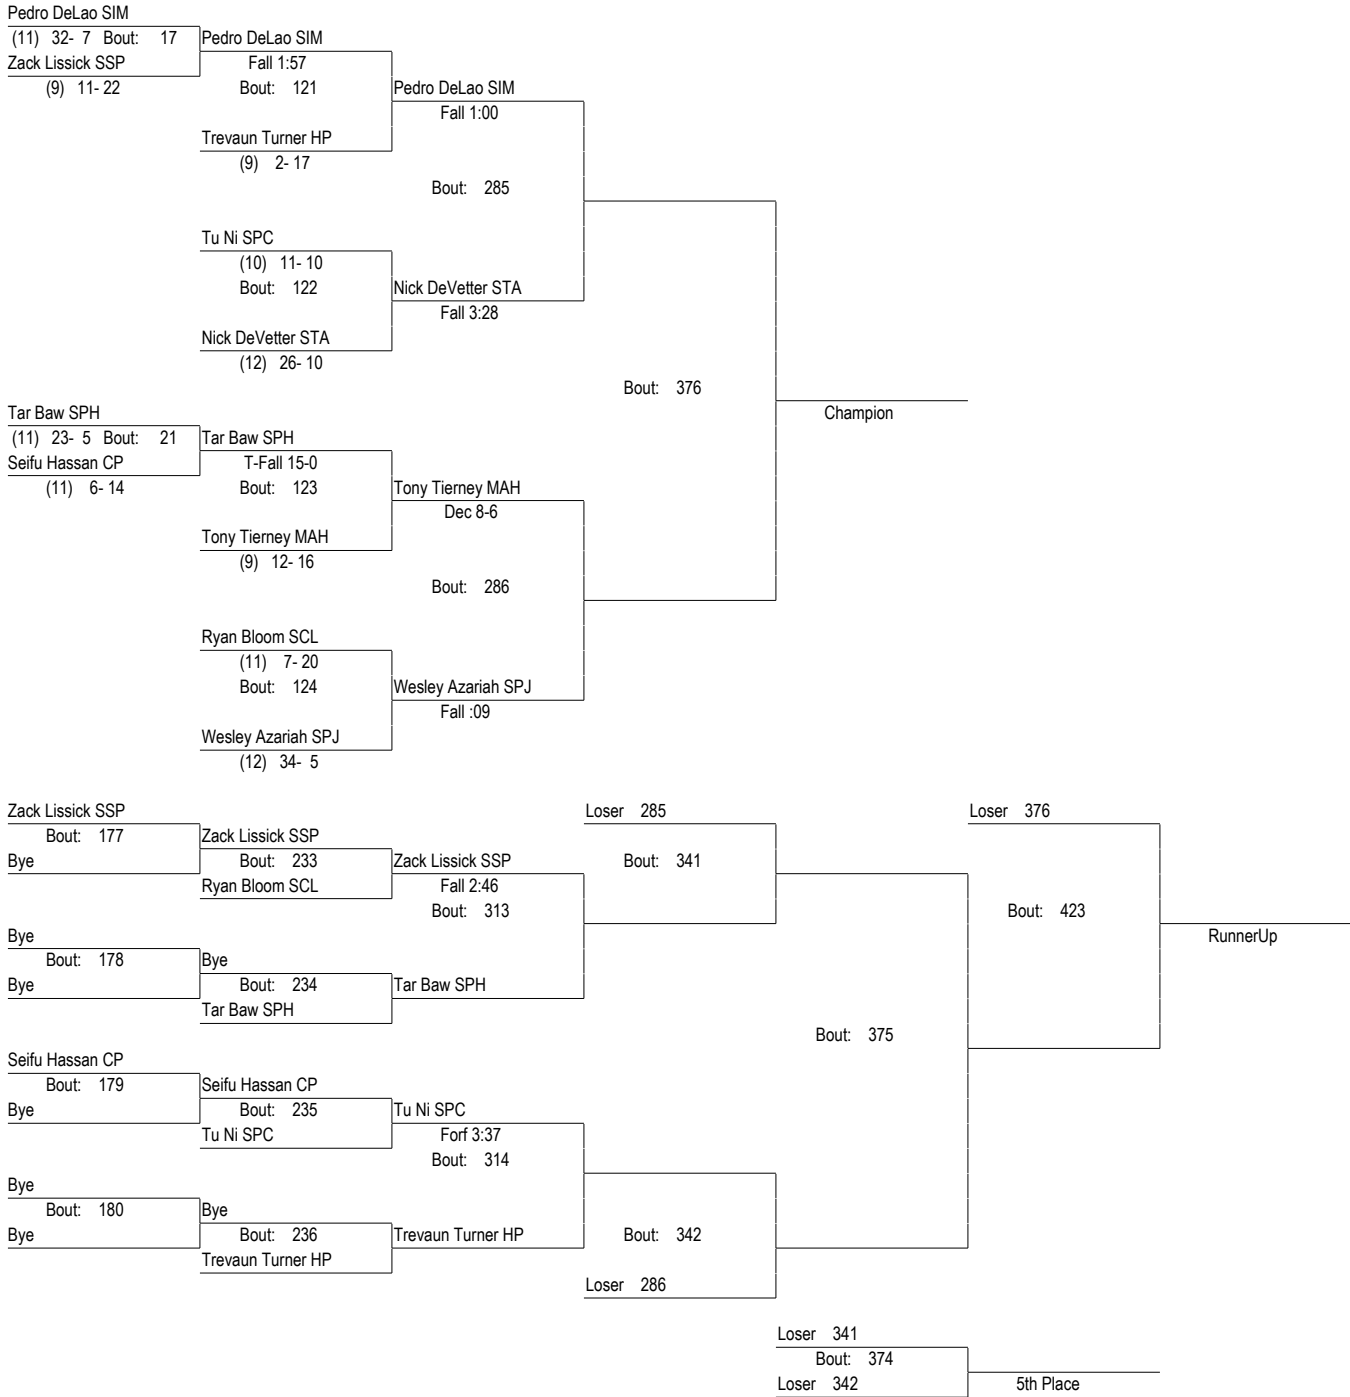 Pedro DeLao SIM
(11) 32- 7 Bout: 17 Pedro DeLao SIM
Zack Lissick SSP Fall 1:57
(9) 11- 22 Bout: 121 Pedro DeLao SIM
Fall 1:00
Trevaun Turner HP
(9) 2- 17
Bout: 285
Tu Ni SPC
(10) 11- 10
Bout: 122 Nick DeVetter STA
Fall 3:28
Nick DeVetter STA
(12) 26- 10
Bout: 376
Tar Baw SPH Champion
(11) 23- 5 Bout: 21 Tar Baw SPH
Seifu Hassan CP T-Fall 15-0
(11) 6- 14 Bout: 123 Tony Tierney MAH
Dec 8-6
Tony Tierney MAH
(9) 12- 16
Bout: 286
Ryan Bloom SCL
(11) 7- 20
Bout: 124 Wesley Azariah SPJ
Fall :09
Wesley Azariah SPJ
(12) 34- 5
Zack Lissick SSP Loser 285 Loser 376
Bout: 177 Zack Lissick SSP
Bye Bout: 233 Zack Lissick SSP Bout: 341
Ryan Bloom SCL Fall 2:46
Bout: 313 Bout: 423
Bye RunnerUp
Bout: 178 Bye
Bye Bout: 234 Tar Baw SPH
Tar Baw SPH
Bout: 375
Seifu Hassan CP
Bout: 179 Seifu Hassan CP
Bye Bout: 235 Tu Ni SPC
Tu Ni SPC Forf 3:37
Bout: 314
Bye
Bout: 180 Bye
Bye Bout: 236 Trevaun Turner HP Bout: 342
Trevaun Turner HP
Loser 286
Loser 341
Bout: 374
Loser 342 5th Place